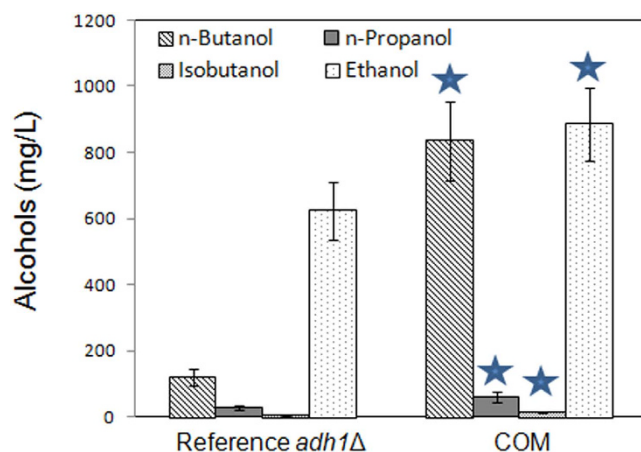 1200
1000
800
600
400
200
0
Alcohols (mg/L)
n-Butanol n-Propanol
Isobutanol Ethanol
Reference adh1Δ COM